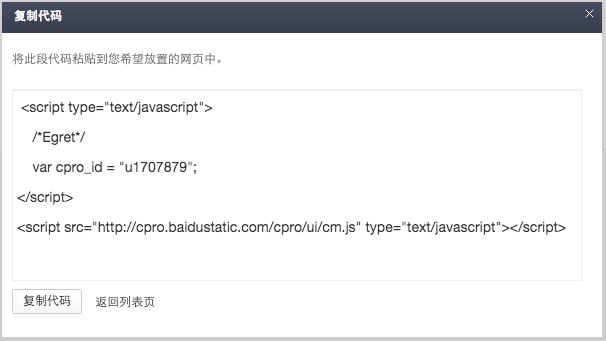 复制代码
×
将此段代码粘贴到您希望放置的网页中。
<script type="text/javascript">
/*Egret*/
var cpro_id = "u1707879";
</script>
<script src="http://cpro.baidustatic.com/cpro/ui/cm.js" type="text/javascript"></script>
复制代码 返回列表页